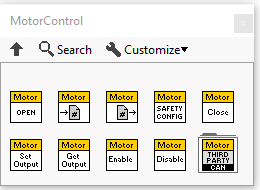 MotorControl
Search Customize▾
Motor Motor Motor Motor Motor
OPEN # # SAFETY CONFIG Close
Motor Motor Motor Motor THIRD PARTY
Set Output Get Output Enable Disable CAN